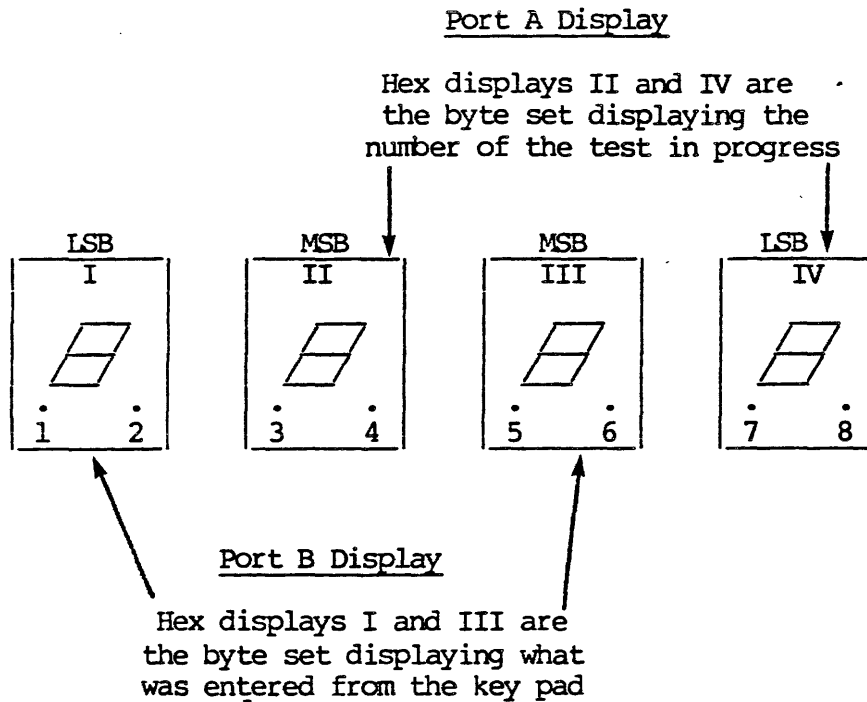 Port A Display
Hex displays II and IV are
the byte set displaying the
number of the test in progress
LSB MSB MSB LSB
I II III IV
1 2 3 4 5 6 7 8
Port B Display
Hex displays I and III are
the byte set displaying what
was entered from the key pad